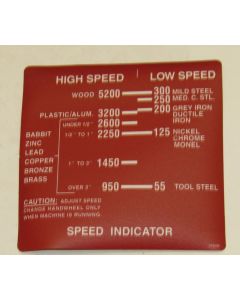 HIGH SPEED LOW SPEED
WOOD 5200 300 MILD STEEL
250 MED. C. STL.
PLASTIC/ALUM. 3200 200 GREY IRON
DUCTILE
IRON
UNDER 1/2" 2600
BABBIT 1/2" TO 1" 2250 125 NICKEL
CHROME
MONEL
ZINC
LEAD
COPPER 1" TO 2" 1450
BRONZE
BRASS
OVER 2" 950 55 TOOL STEEL
CAUTION: ADJUST SPEED
CHANGE HANDWHEEL ONLY
WHEN MACHINE IS RUNNING.
SPEED INDICATOR